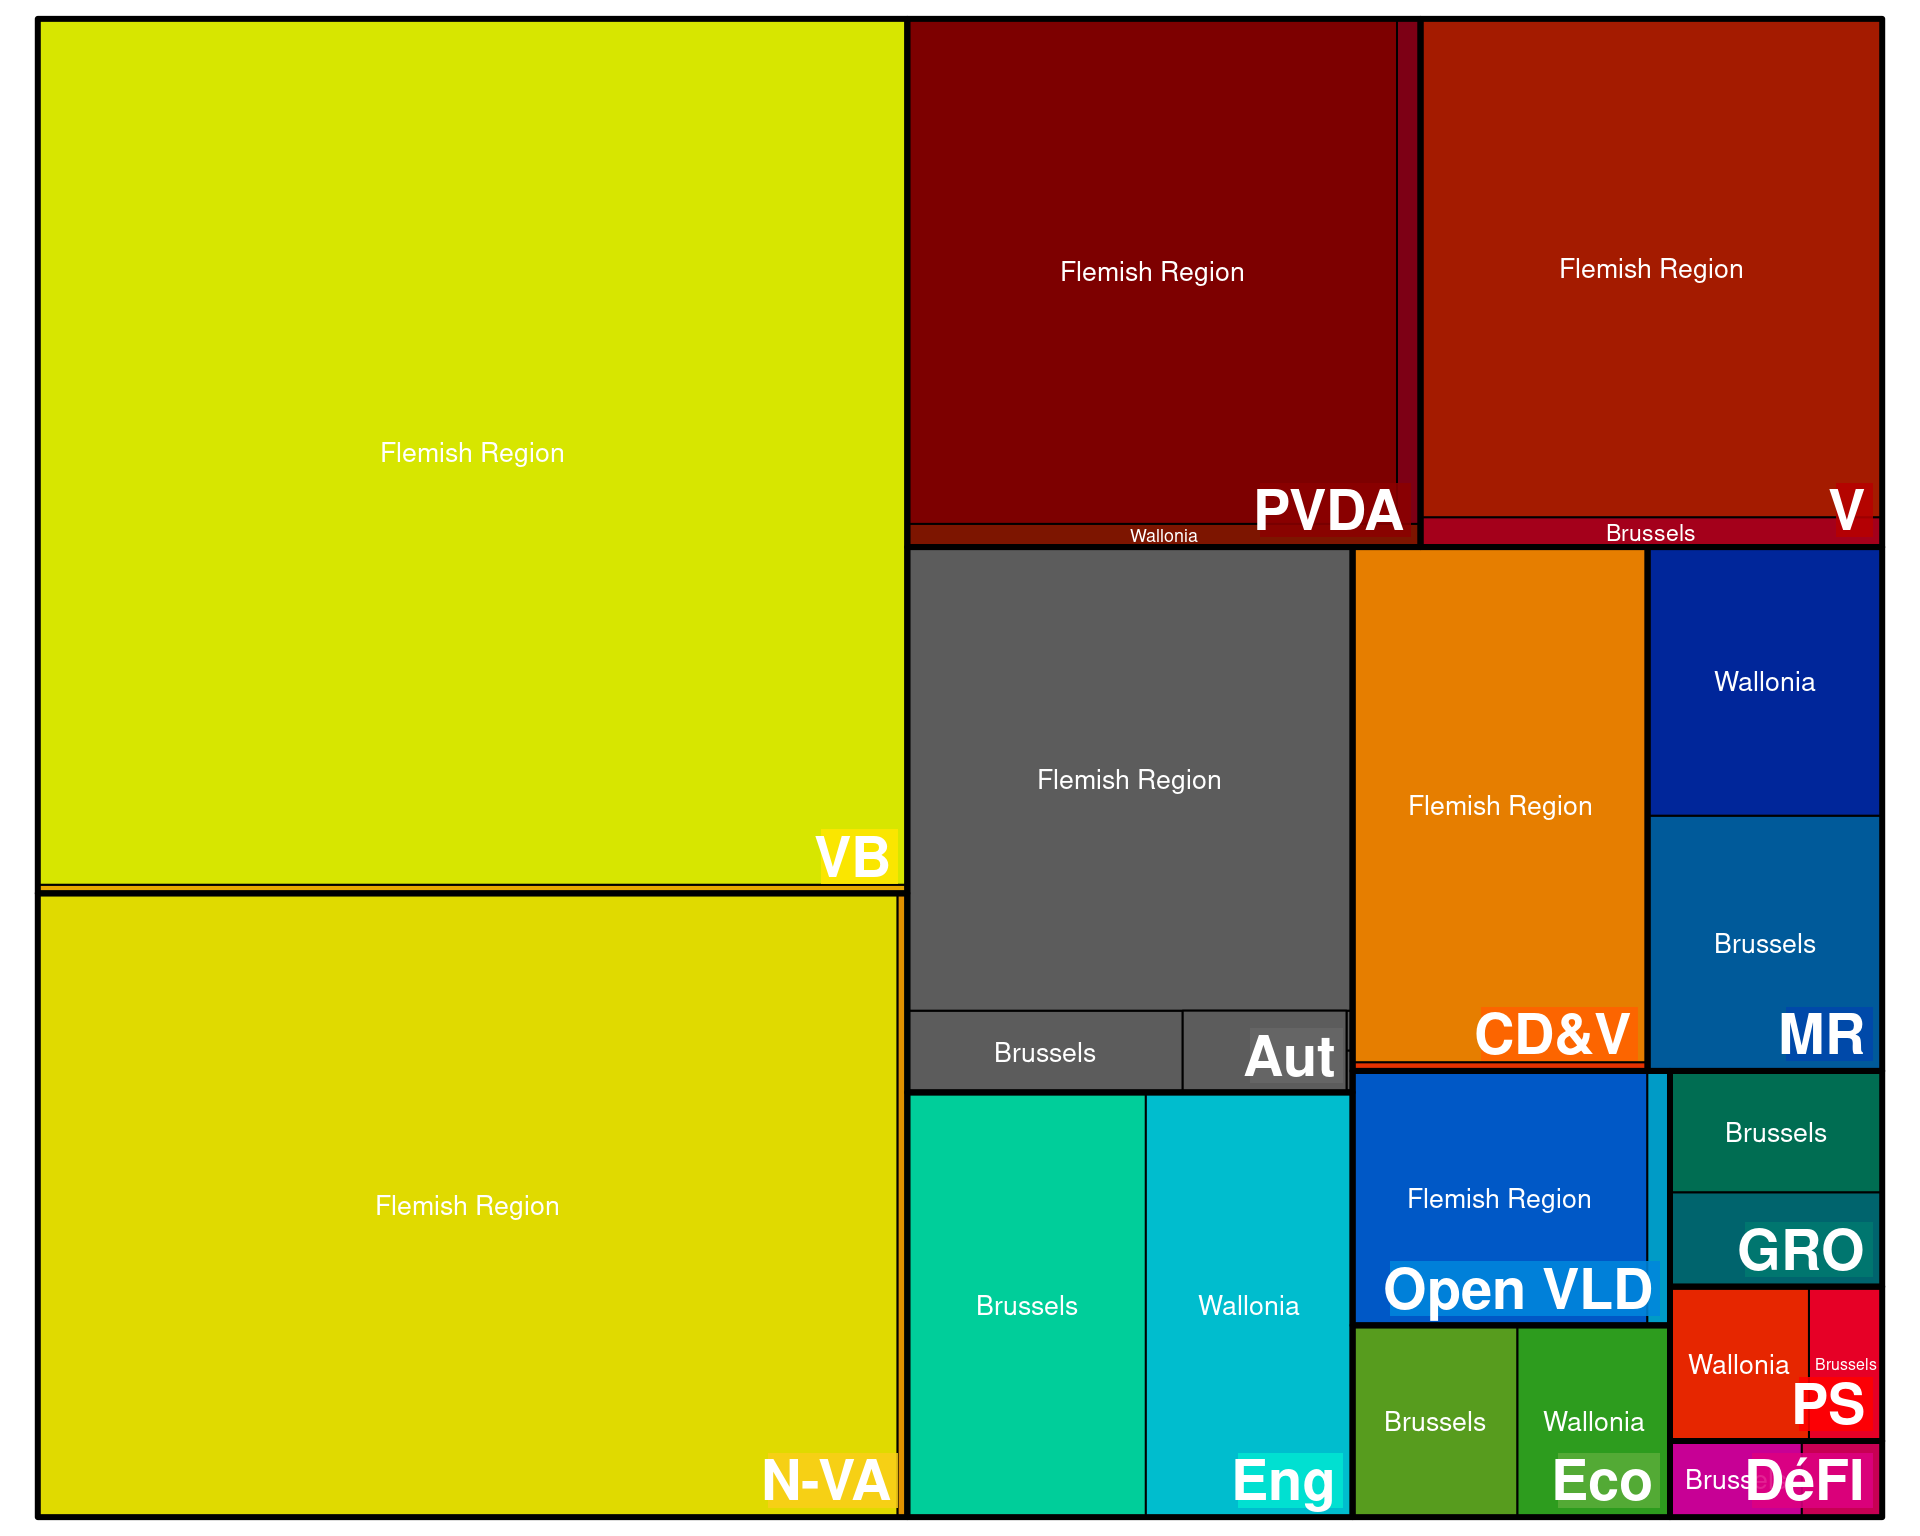 Flemish Region
VB
Flemish Region
N-VA
Flemish Region
Wallonia
PVDA
Flemish Region
Brussels
V
Flemish Region
Brussels
Aut
Flemish Region
CD&V
Wallonia
Brussels
MR
Brussels
Wallonia
Eng
Flemish Region
Open VLD
Brussels
Wallonia
Eco
Brussels
GRO
Wallonia
Brussels
PS
Brussels
DéFI